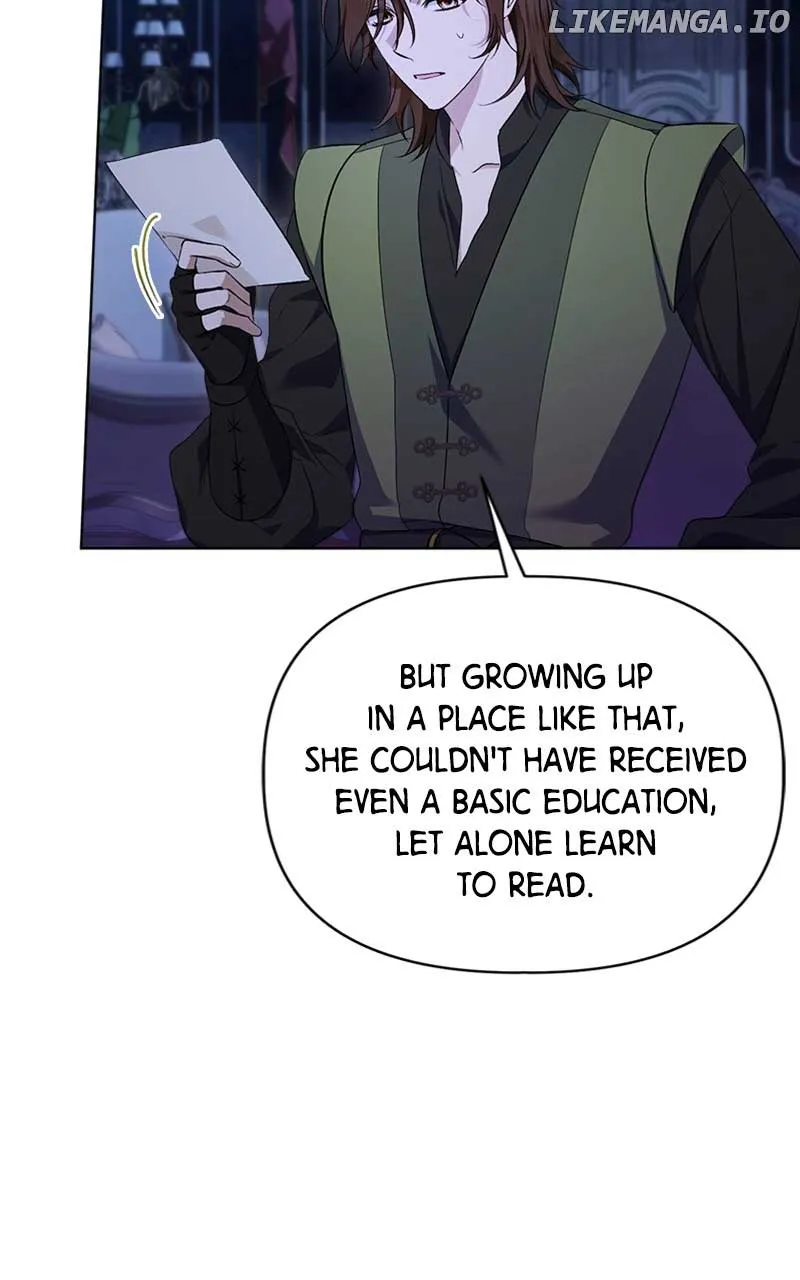 LIKEMANGA.IO
BUT GROWING UP
IN A PLACE LIKE THAT,
SHE COULDN'T HAVE RECEIVED
EVEN A BASIC EDUCATION,
LET ALONE LEARN
TO READ.